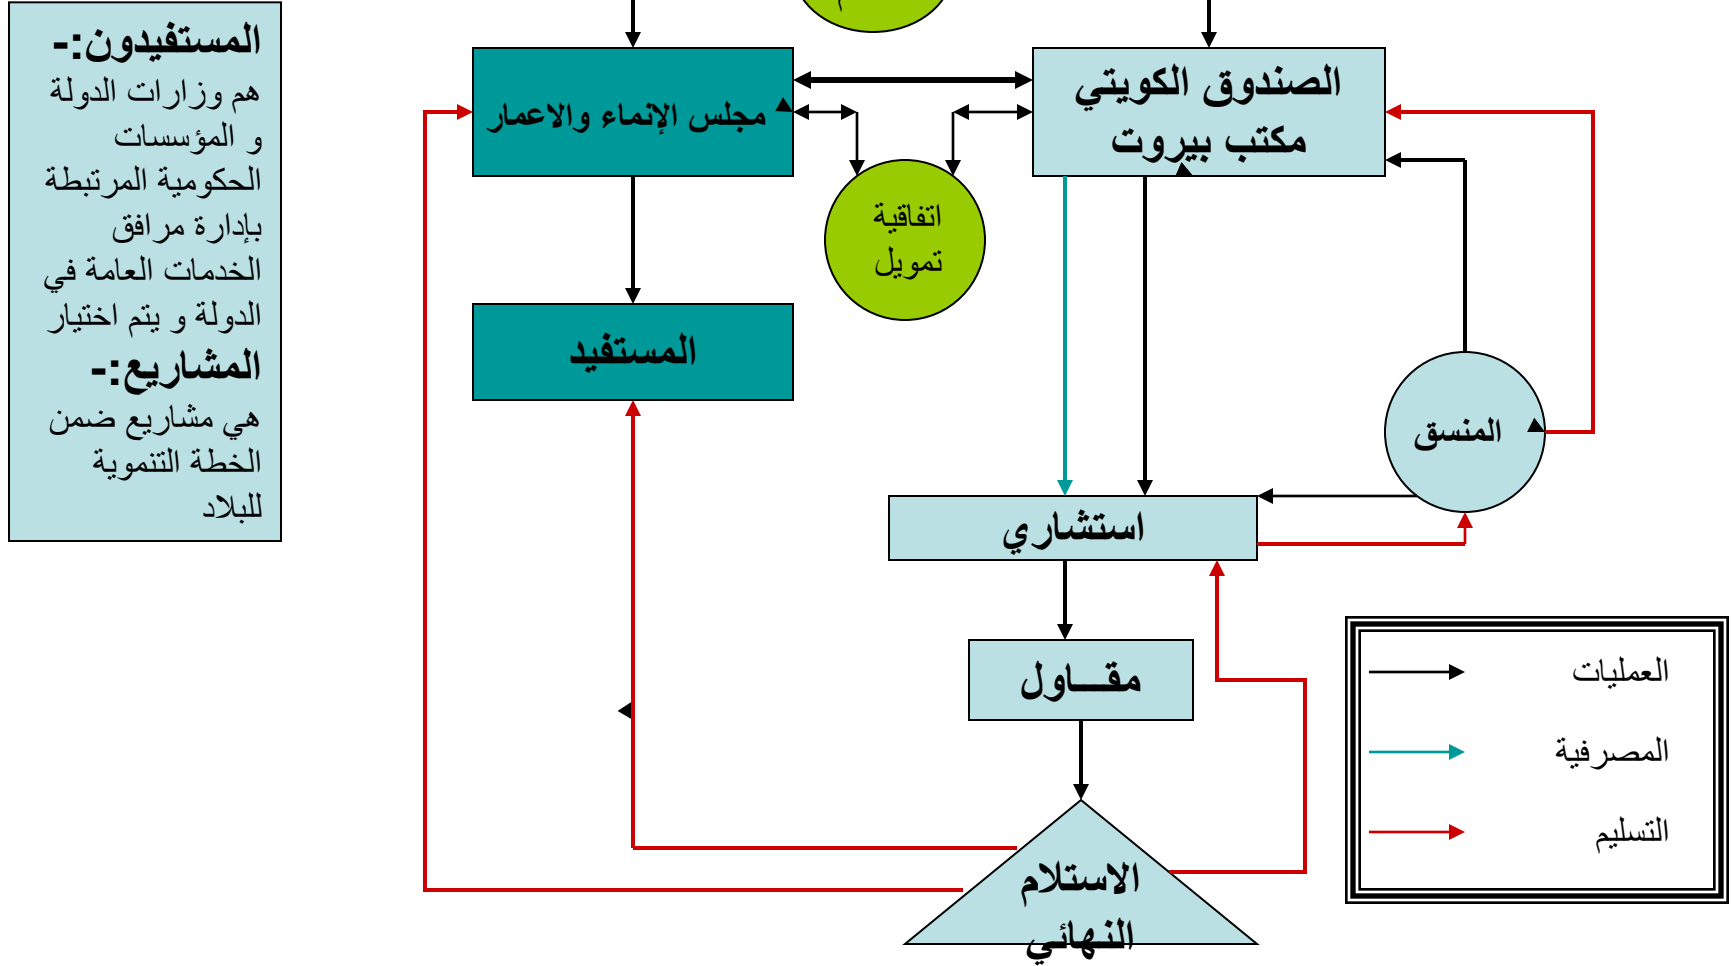 المستفيدون:-
هم وزارات الدولة
و المؤسسات
الحكومية المرتبطة
بإدارة مرافق
الخدمات العامة في
الدولة و يتم اختيار
المشاريع:-
هي مشاريع ضمن
الخطة التنموية
للبلاد
الصندوق الكويتي
مكتب بيروت
مجلس الإنماء والاعمار
اتفاقية
تمويل
المستفيد
المنسق
استشاري
مقـــاول
الاستلام
النهائي
العمليات
المصرفية
التسليم